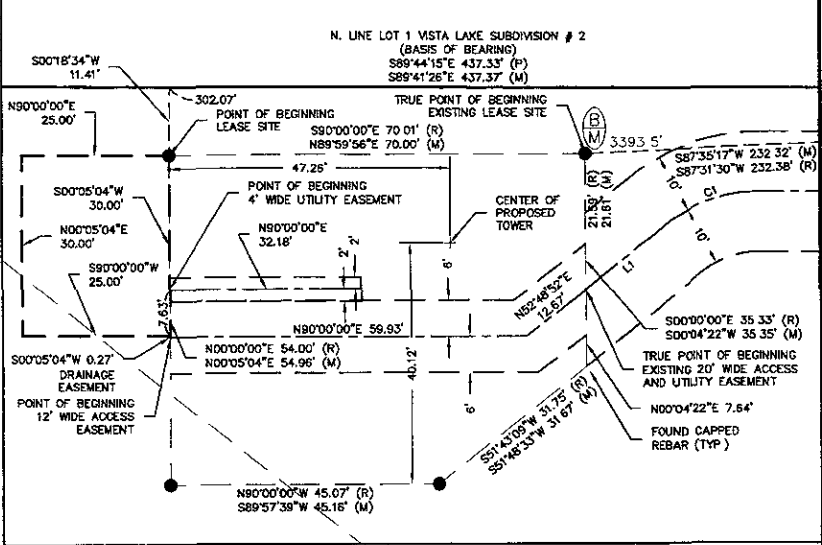 N. LINE LOT 1 VISTA LAKE SUBDIVISION # 2
(BASIS OF BEARING)
S89°44'15"E 437.33' (P)
S89°41'26"E 437.37' (M)
S00°18'34"W
11.41'
302.07'
N90°00'00"E
25.00'
POINT OF BEGINNING
LEASE SITE
TRUE POINT OF BEGINNING
EXISTING LEASE SITE
B
M
3393.5'
S90°00'00"E 70 01' (R)
N89°59'56"E 70.00' (M)
S87°35'17"W 232 32' (M)
S87°31'30"W 232.38' (R)
47.26'
S00°05'04"W
30.00'
POINT OF BEGINNING
4' WIDE UTILITY EASEMENT
21.59' (R)
21.61' (M)
10'
C1
N00°05'04"E
30.00'
N90°00'00"E
32.18'
2'
2'
CENTER OF
PROPOSED
TOWER
10'
L1
S90°00'00"W
25.00'
6'
N52°48'52"E
12.67'
7.63'
N90°00'00"E 59.93'
S00°00'00"E 35 33' (R)
S00°04'22"W 35 35' (M)
S00°05'04"W 0.27'
DRAINAGE
EASEMENT
N00°00'00"E 54.00' (R)
N00°05'04"E 54.96' (M)
40.12'
TRUE POINT OF BEGINNING
EXISTING 20' WIDE ACCESS
AND UTILITY EASEMENT
POINT OF BEGINNING
12' WIDE ACCESS
EASEMENT
6'
N00°04'22"E 7.64'
S51°43'09"W 31.75' (R)
S51°48'33"W 31 67' (M)
FOUND CAPPED
REBAR (TYP )
N90°00'00"W 45.07' (R)
S89°57'39"W 45.16' (M)